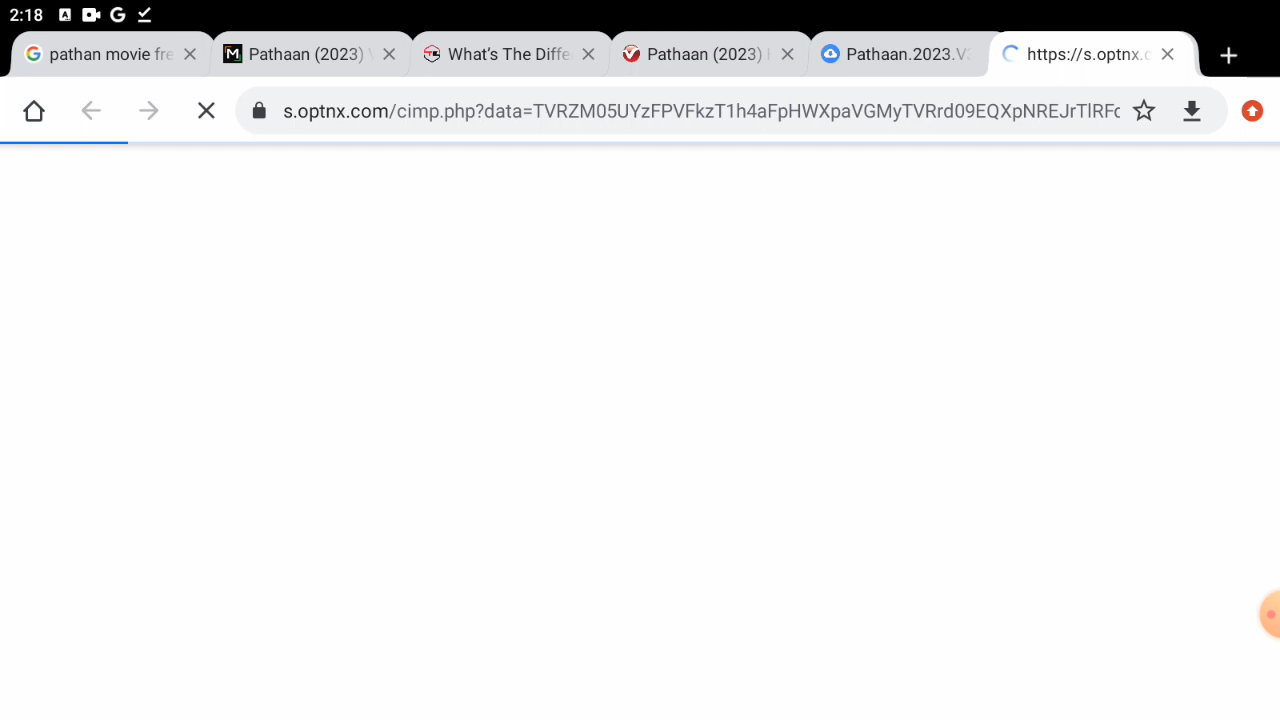 2:18
pathan movie fre
Pathaan (2023)
What's The Diffe
Pathaan (2023)
Pathaan.2023.V
https://s.optnx.c
s.optnx.com/cimp.php?data=TVRZM05UYzFPVFkzT1h4aFpHWXpaVGMyTVRrd09EQXpNREJrTlRFc